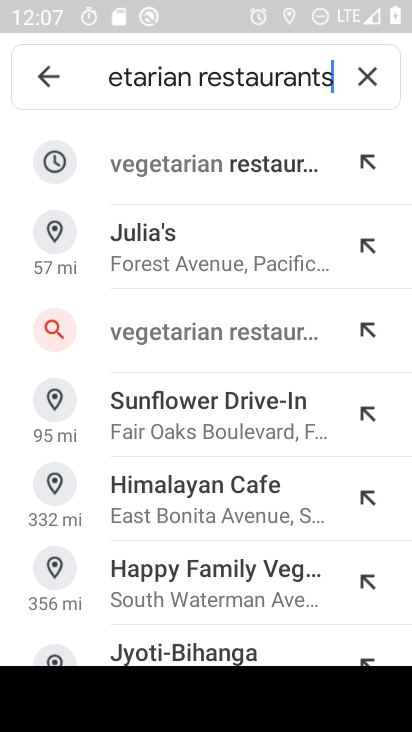 12:07
LTE
etarian restaurants
vegetarian restaur...
Julia's
57 mi
Forest Avenue, Pacific...
vegetarian restaur...
Sunflower Drive-In
95 mi
Fair Oaks Boulevard, F...
Himalayan Cafe
332 mi
East Bonita Avenue, S...
Happy Family Veg...
356 mi
South Waterman Ave...
Jyoti-Bihanga